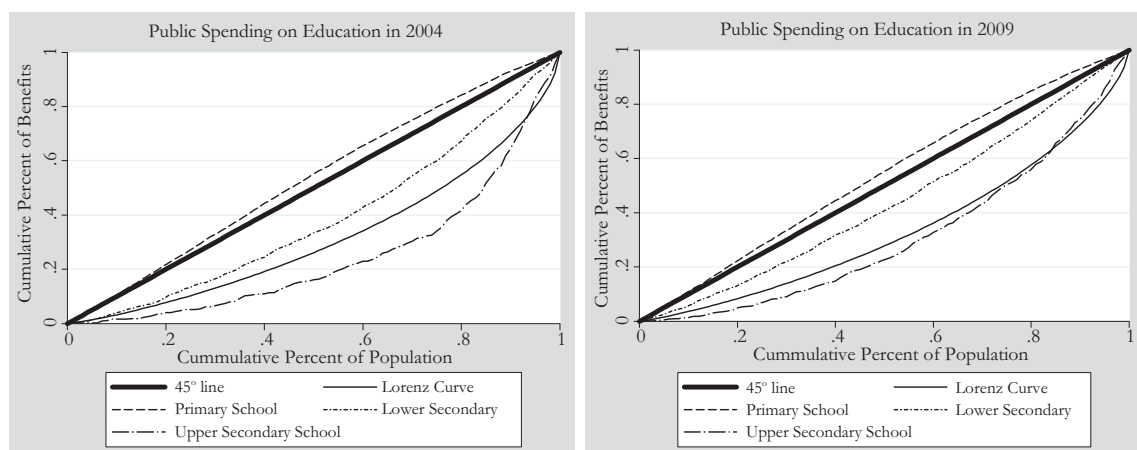 Public Spending on Education in 2004
Cumulative Percent of Benefits
1
.8
.6
.4
.2
0
0 .2 .4 .6 .8 1
Cummulative Percent of Population
45º line Lorenz Curve
Primary School Lower Secondary
Upper Secondary School
Public Spending on Education in 2009
Cumulative Percent of Benefits
1
.8
.6
.4
.2
0
0 .2 .4 .6 .8 1
Cummulative Percent of Population
45º line Lorenz Curve
Primary School Lower Secondary
Upper Secondary School